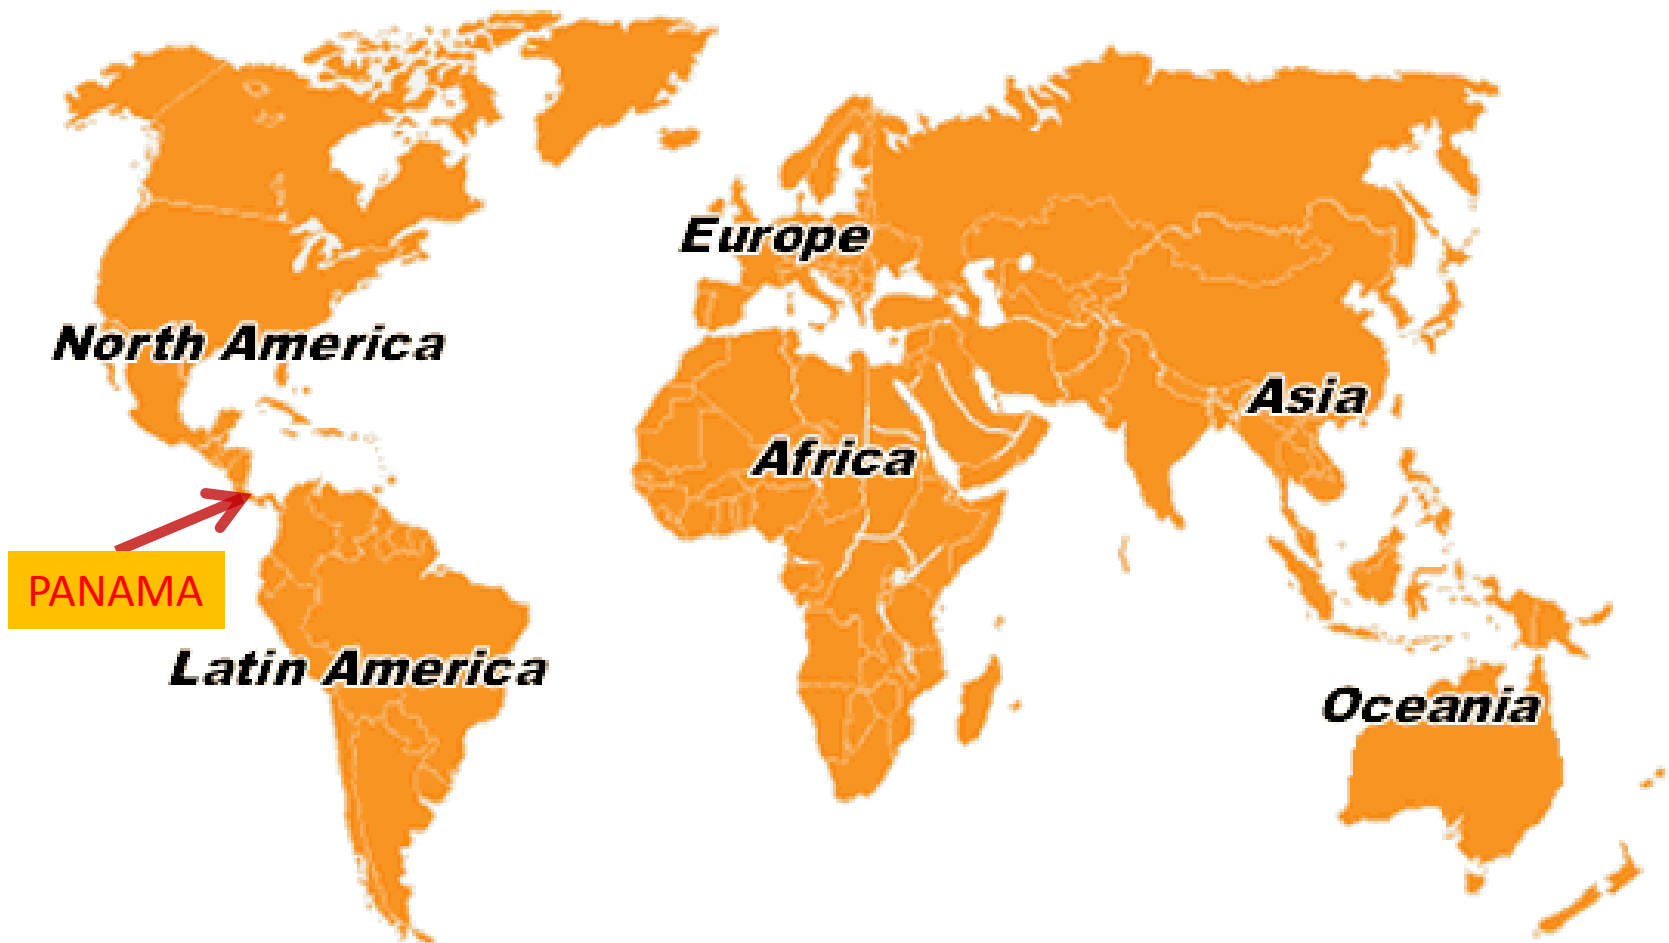 Europe
North America
Asia
Africa
PANAMA
Latin America
Oceania